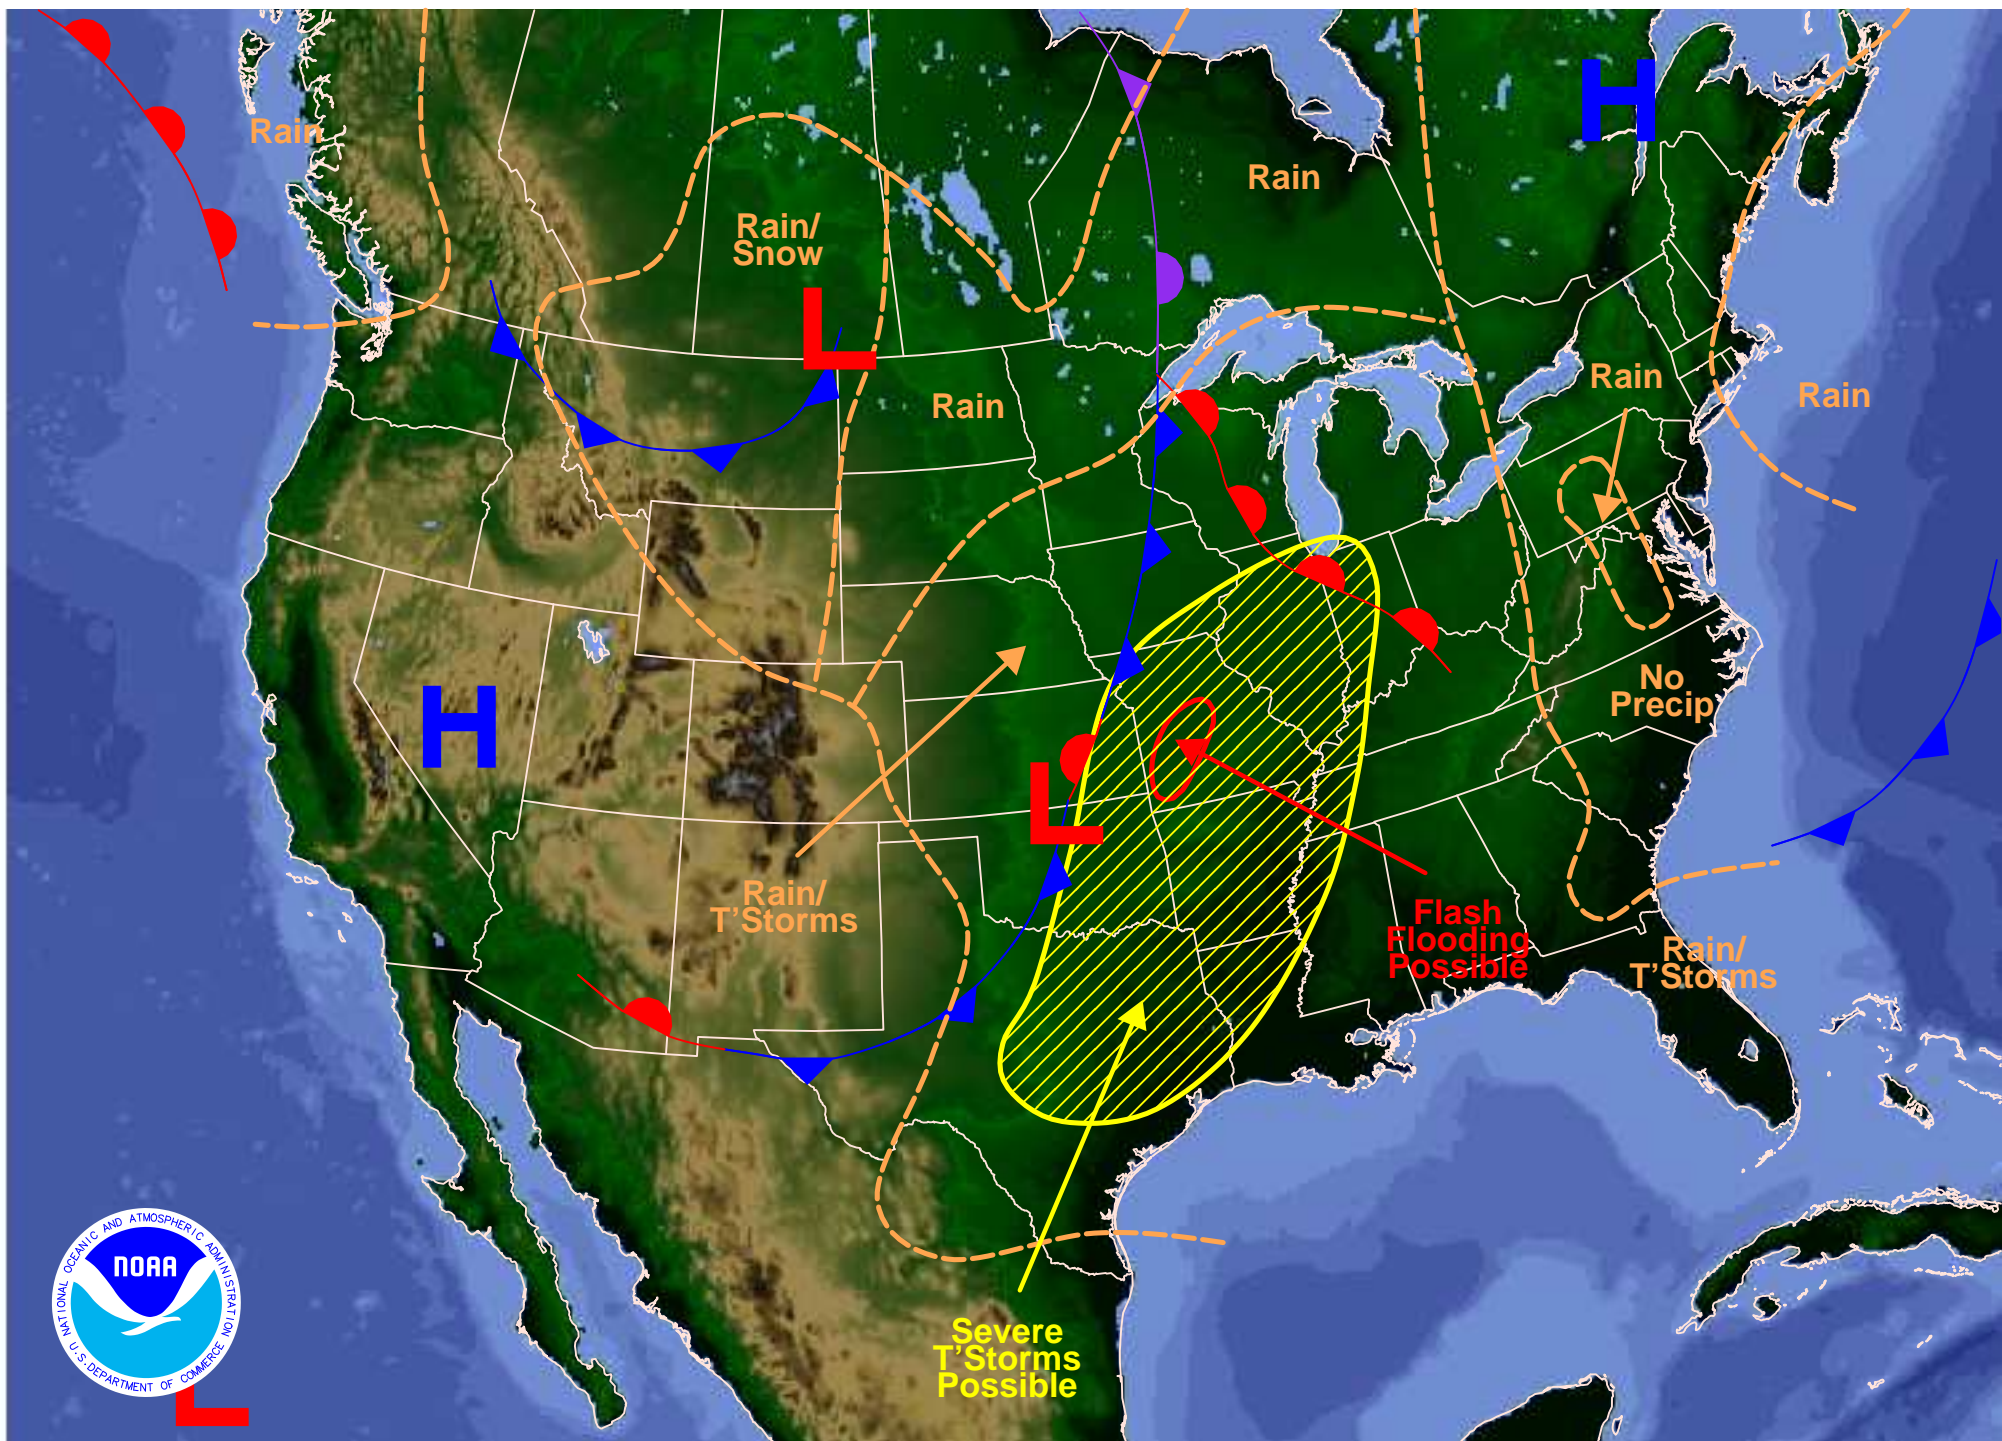 H
Rain
Rain
Rain/
Snow
L
Rain
Rain
Rain
No
Precip
H
L
Rain/
T'Storms
Flash
Flooding
Possible
Rain/
T'Storms
NATIONAL OCEANIC AND ATMOSPHERIC ADMINISTRATION
NOAA
U.S. DEPARTMENT OF COMMERCE
L
Severe
T'Storms
Possible